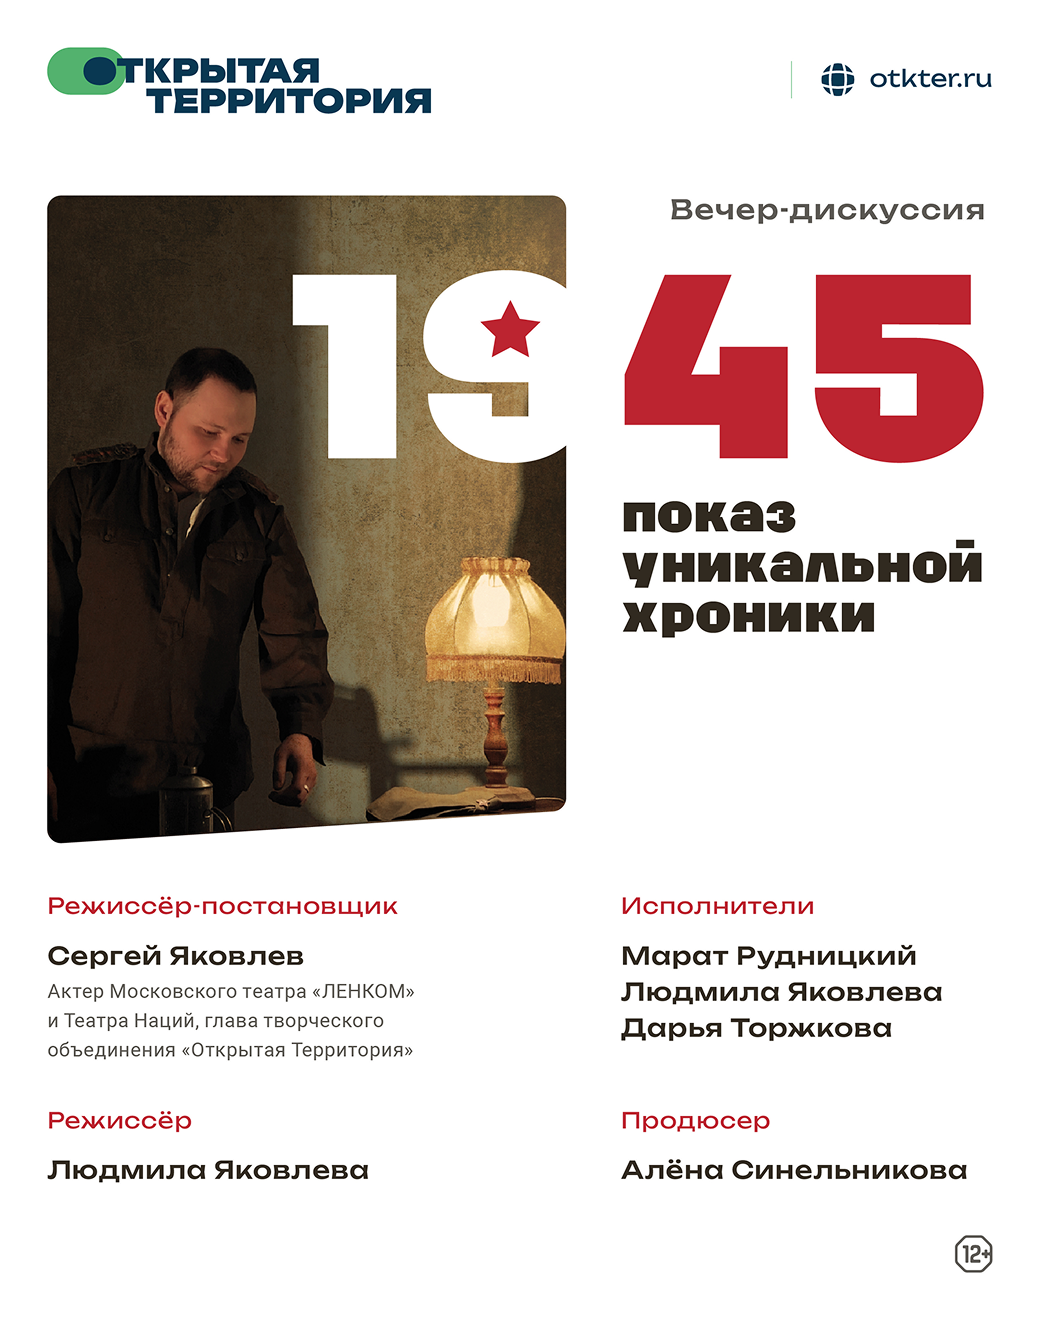 ОТКРЫТАЯ
ТЕРРИТОРИЯ
otkter.ru
Вечер-дискуссия
1945
показ
уникальной
хроники
Режиссёр-постановщик
Сергей Яковлев
Актер Московского театра «ЛЕНКОМ»
и Театра Наций, глава творческого
объединения «Открытая Территория»
Исполнители
Марат Рудницкий
Людмила Яковлева
Дарья Торжкова
Режиссёр
Людмила Яковлева
Продюсер
Алёна Синельникова
12+